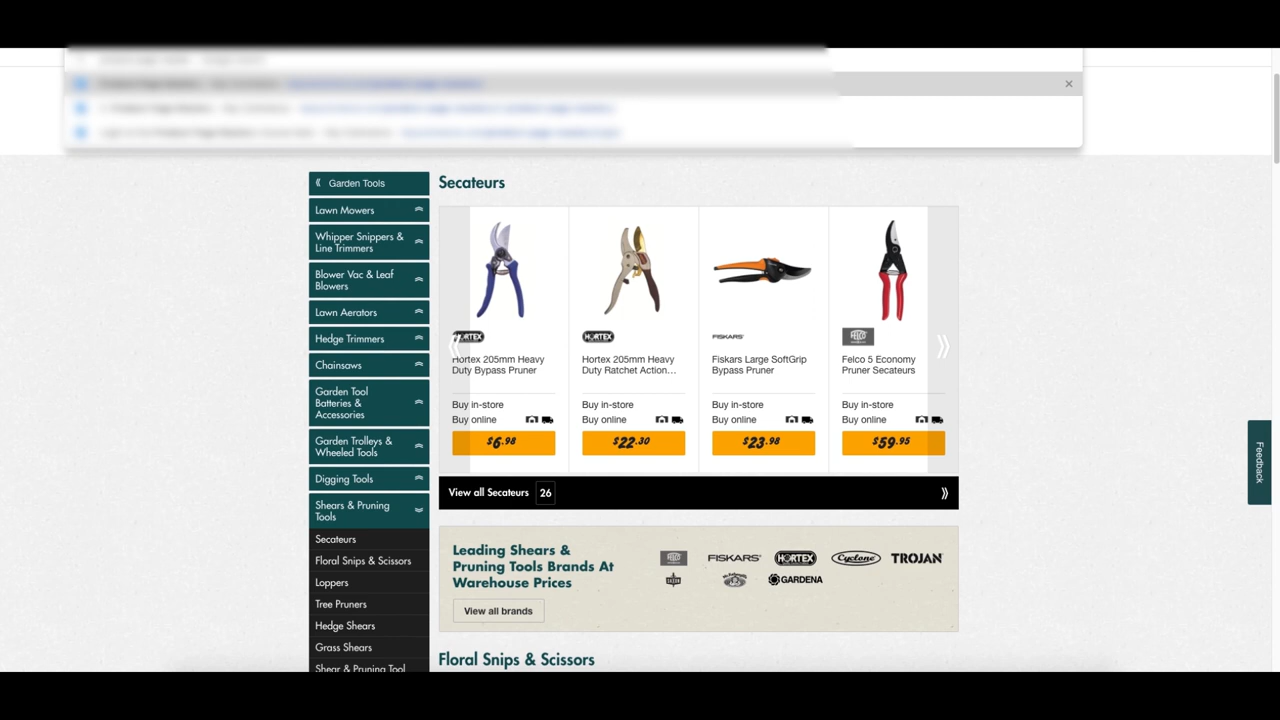 Garden Tools
Lawn Mowers
Whipper Snippers &
Line Trimmers
Blower Vac & Leaf
Blowers
Lawn Aerators
Hedge Trimmers
Chainsaws
Garden Tool
Batteries &
Accessories
Garden Trolleys &
Wheeled Tools
Digging Tools
Shears & Pruning
Tools
Secateurs
Floral Snips & Scissors
Loppers
Tree Pruners
Hedge Shears
Grass Shears
Shear & Pruning Tool
Secateurs
HORTEX
Hortex 205mm Heavy
Duty Bypass Pruner
Buy in-store
Buy online
$6.98
HORTEX
Hortex 205mm Heavy
Duty Ratchet Action...
Buy in-store
Buy online
$22.30
FISKARS
Fiskars Large SoftGrip
Bypass Pruner
Buy in-store
Buy online
$23.98
FELCO
Felco 5 Economy
Pruner Secateurs
Buy in-store
Buy online
$59.95
View all Secateurs 26
Leading Shears &
Pruning Tools Brands At
Warehouse Prices
View all brands
FELCO FISKARS HORTEX Cyclone TROJAN
GARDENA
Floral Snips & Scissors
Feedback